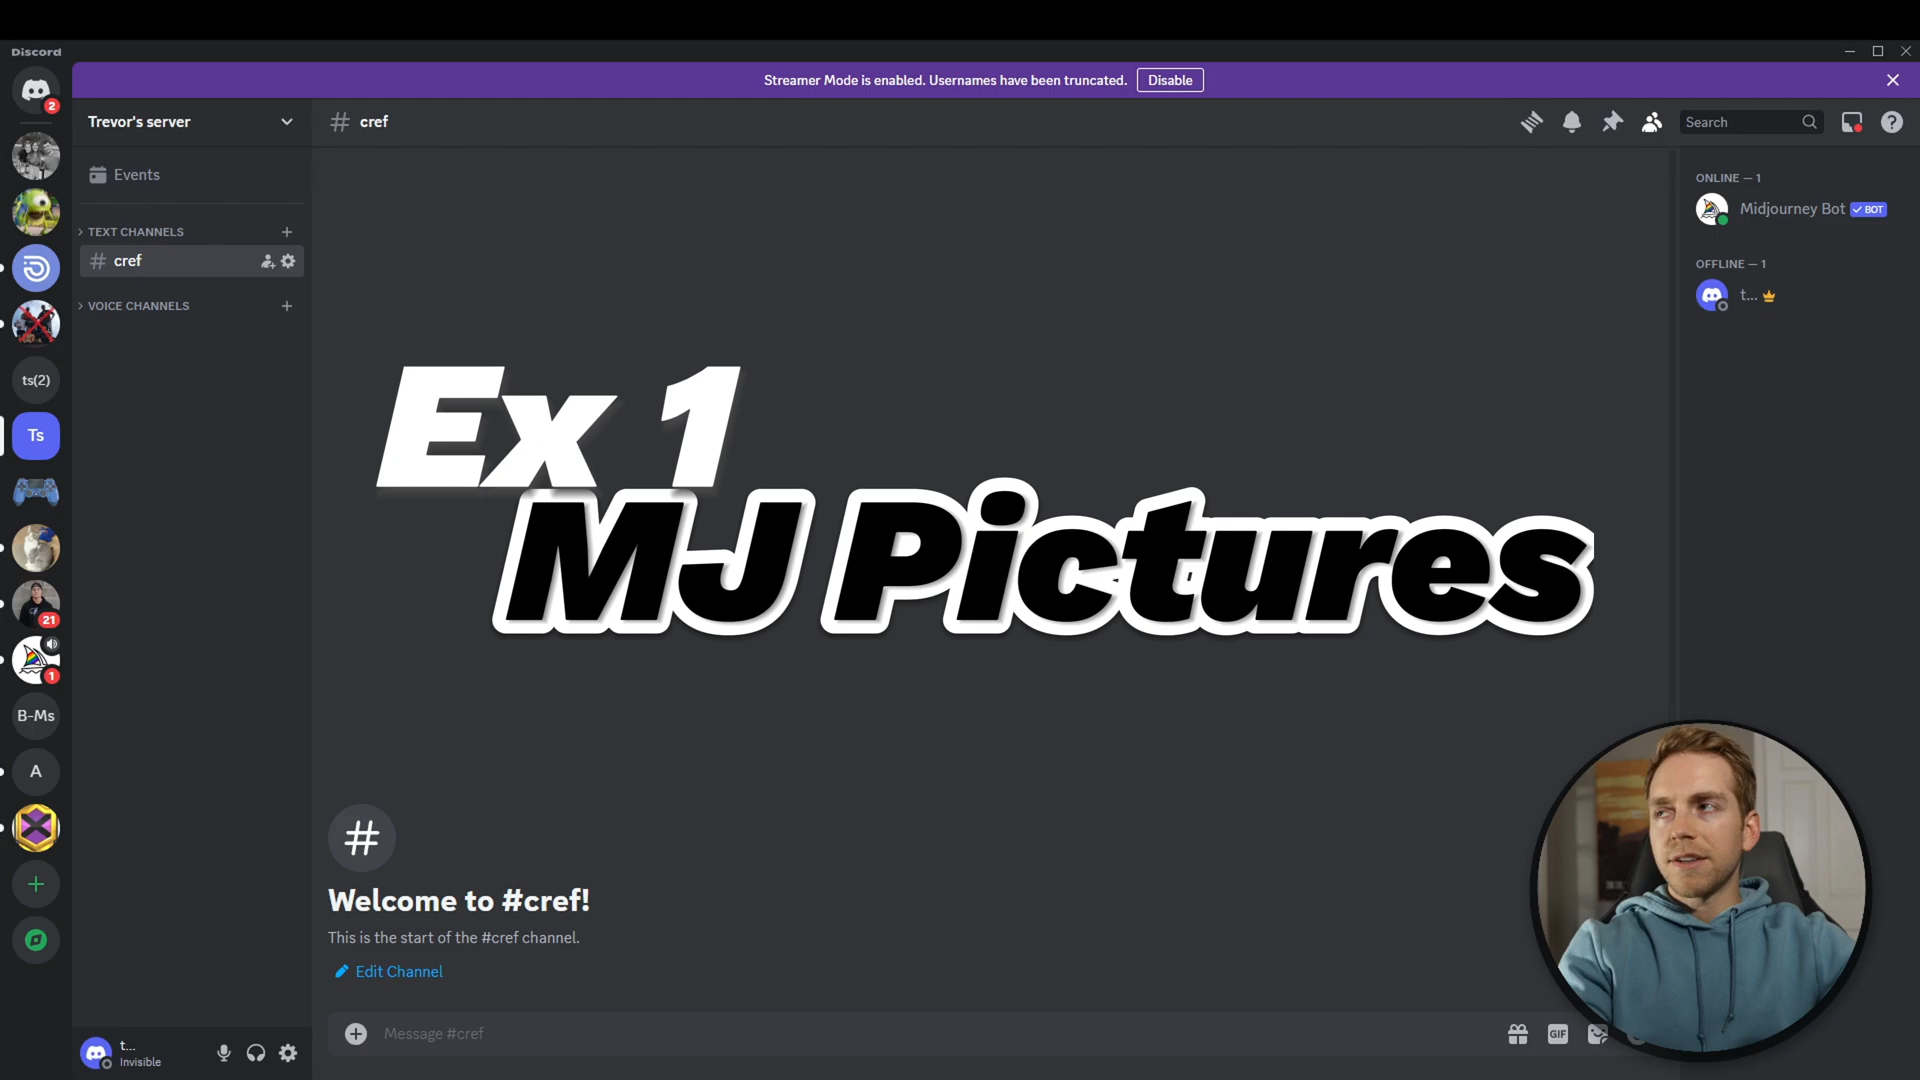 Discord
Streamer Mode is enabled. Usernames have been truncated.
Disable
2
Trevor's server
cref
Search
Events
TEXT CHANNELS
cref
VOICE CHANNELS
ts(2)
Ts
21
1
B-Ms
A
ONLINE — 1
Midjourney Bot
BOT
OFFLINE — 1
t...
Ex 1
MJ Pictures
Welcome to #cref!
This is the start of the #cref channel.
Edit Channel
Message #cref
GIF
t...
Invisible